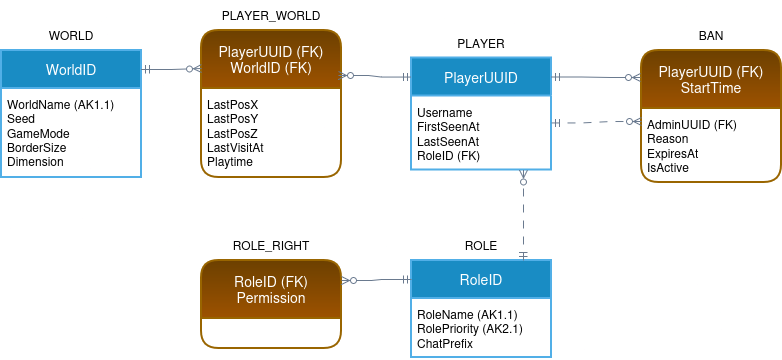 WORLD
WorldID
WorldName (AK1.1)
Seed
GameMode
BorderSize
Dimension
PLAYER_WORLD
PlayerUUID (FK)
WorldID (FK)
LastPosX
LastPosY
LastPosZ
LastVisitAt
Playtime
PLAYER
PlayerUUID
Username
FirstSeenAt
LastSeenAt
RoleID (FK)
BAN
PlayerUUID (FK)
StartTime
AdminUUID (FK)
Reason
ExpiresAt
IsActive
ROLE_RIGHT
RoleID (FK)
Permission
ROLE
RoleID
RoleName (AK1.1)
RolePriority (AK2.1)
ChatPrefix